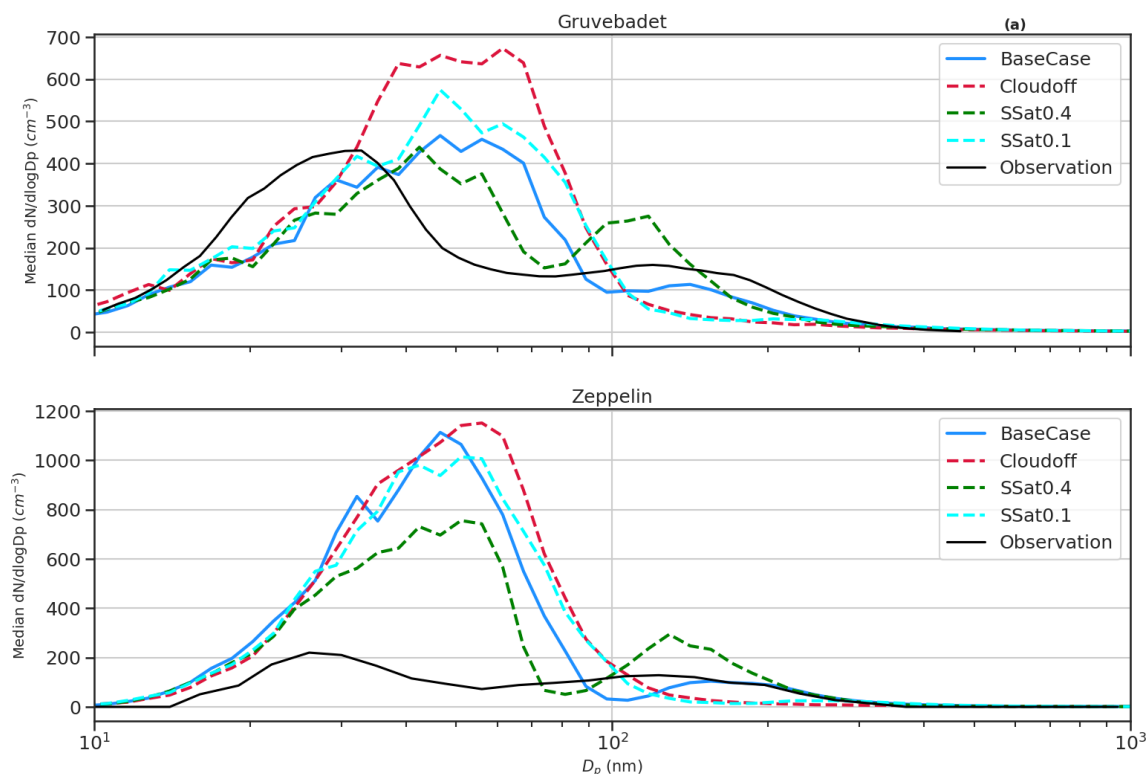 Gruvebadet
(a)
Median dN/dlogDp (cm⁻³)
700
600
500
400
300
200
100
0
BaseCase
Cloudoff
SSat0.4
SSat0.1
Observation
Zeppelin
Median dN/dlogDp (cm⁻³)
1200
1000
800
600
400
200
0
BaseCase
Cloudoff
SSat0.4
SSat0.1
Observation
10¹
10²
10³
Dₚ (nm)